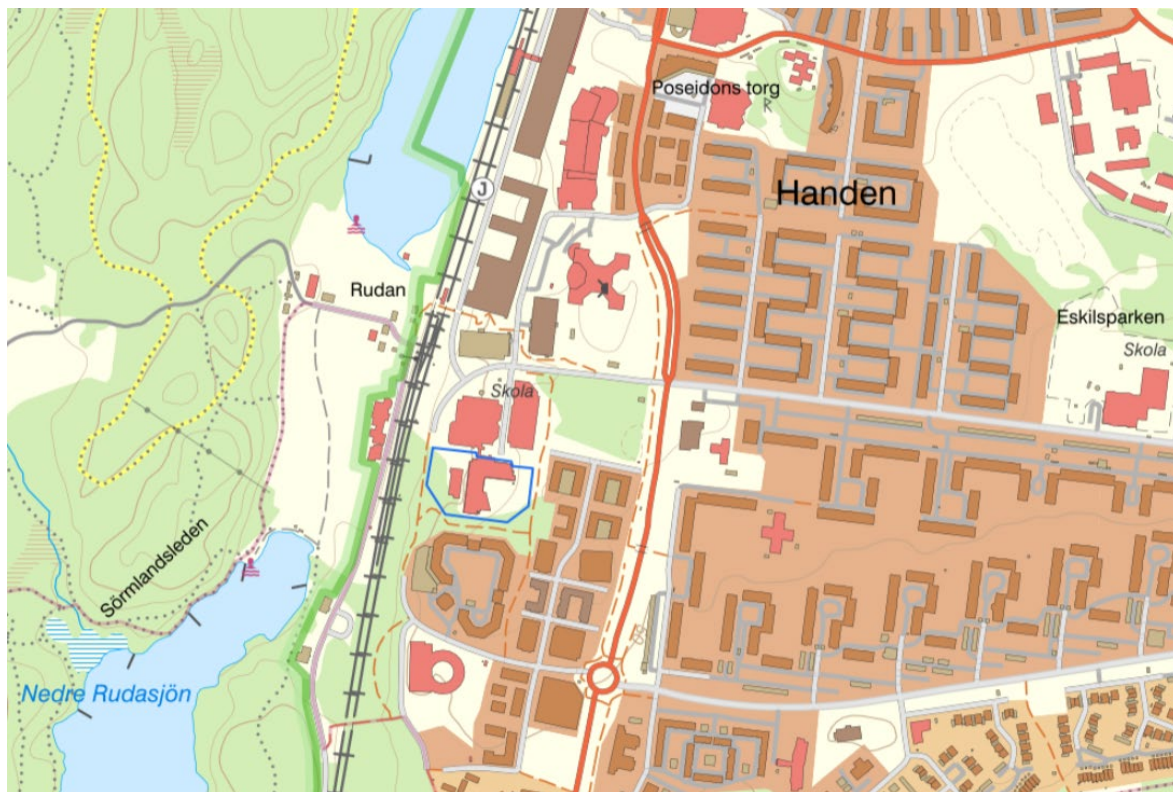 Poseidons torg
R
Handen
J
Rudan
Eskilsparken
Skola
Skola
Sörmlandsleden
Nedre Rudasjön